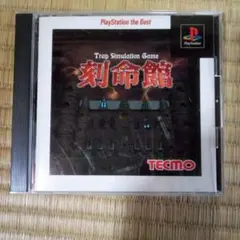 PlayStation the Best
PlayStation
Trap Simulation Game
刻命館
TECMO